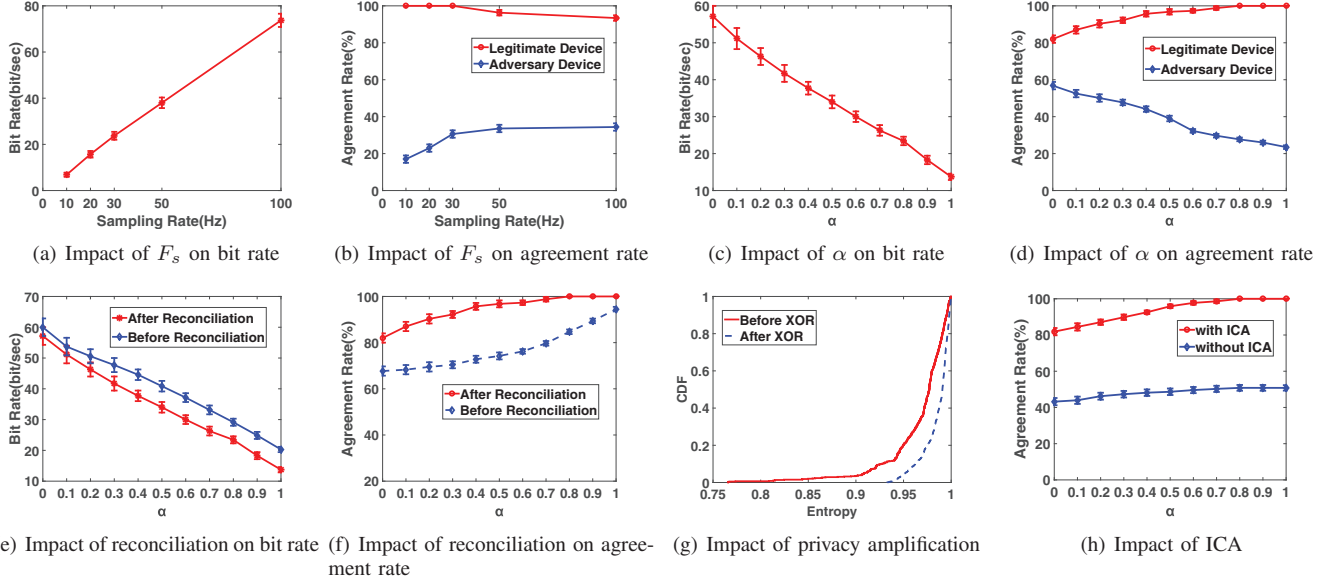 80
60
40
20
0
Bit Rate(bit/sec)
0 10 20 30 50 100
Sampling Rate(Hz)
(a) Impact of Fs on bit rate
100
80
60
40
20
0
Agreement Rate(%)
Legitimate Device
Adversary Device
0 10 20 30 50 100
Sampling Rate(Hz)
(b) Impact of Fs on agreement rate
60
50
40
30
20
10
Bit Rate(bit/sec)
0 0.1 0.2 0.3 0.4 0.5 0.6 0.7 0.8 0.9 1
α
(c) Impact of α on bit rate
100
80
60
40
20
0
Agreement Rate(%)
Legitimate Device
Adversary Device
0 0.1 0.2 0.3 0.4 0.5 0.6 0.7 0.8 0.9 1
α
(d) Impact of α on agreement rate
70
60
50
40
30
20
10
Bit Rate(bit/sec)
After Reconciliation
Before Reconciliation
0 0.1 0.2 0.3 0.4 0.5 0.6 0.7 0.8 0.9 1
α
e) Impact of reconciliation on bit rate
100
80
60
40
20
Agreement Rate(%)
After Reconciliation
Before Reconciliation
0 0.1 0.2 0.3 0.4 0.5 0.6 0.7 0.8 0.9 1
α
(f) Impact of reconciliation on agree-
ment rate
1
0.8
0.6
0.4
0.2
0
CDF
Before XOR
After XOR
0.75 0.8 0.85 0.9 0.95 1
Entropy
(g) Impact of privacy amplification
100
80
60
40
20
0
Agreement Rate(%)
with ICA
without ICA
0 0.1 0.2 0.3 0.4 0.5 0.6 0.7 0.8 0.9 1
α
(h) Impact of ICA